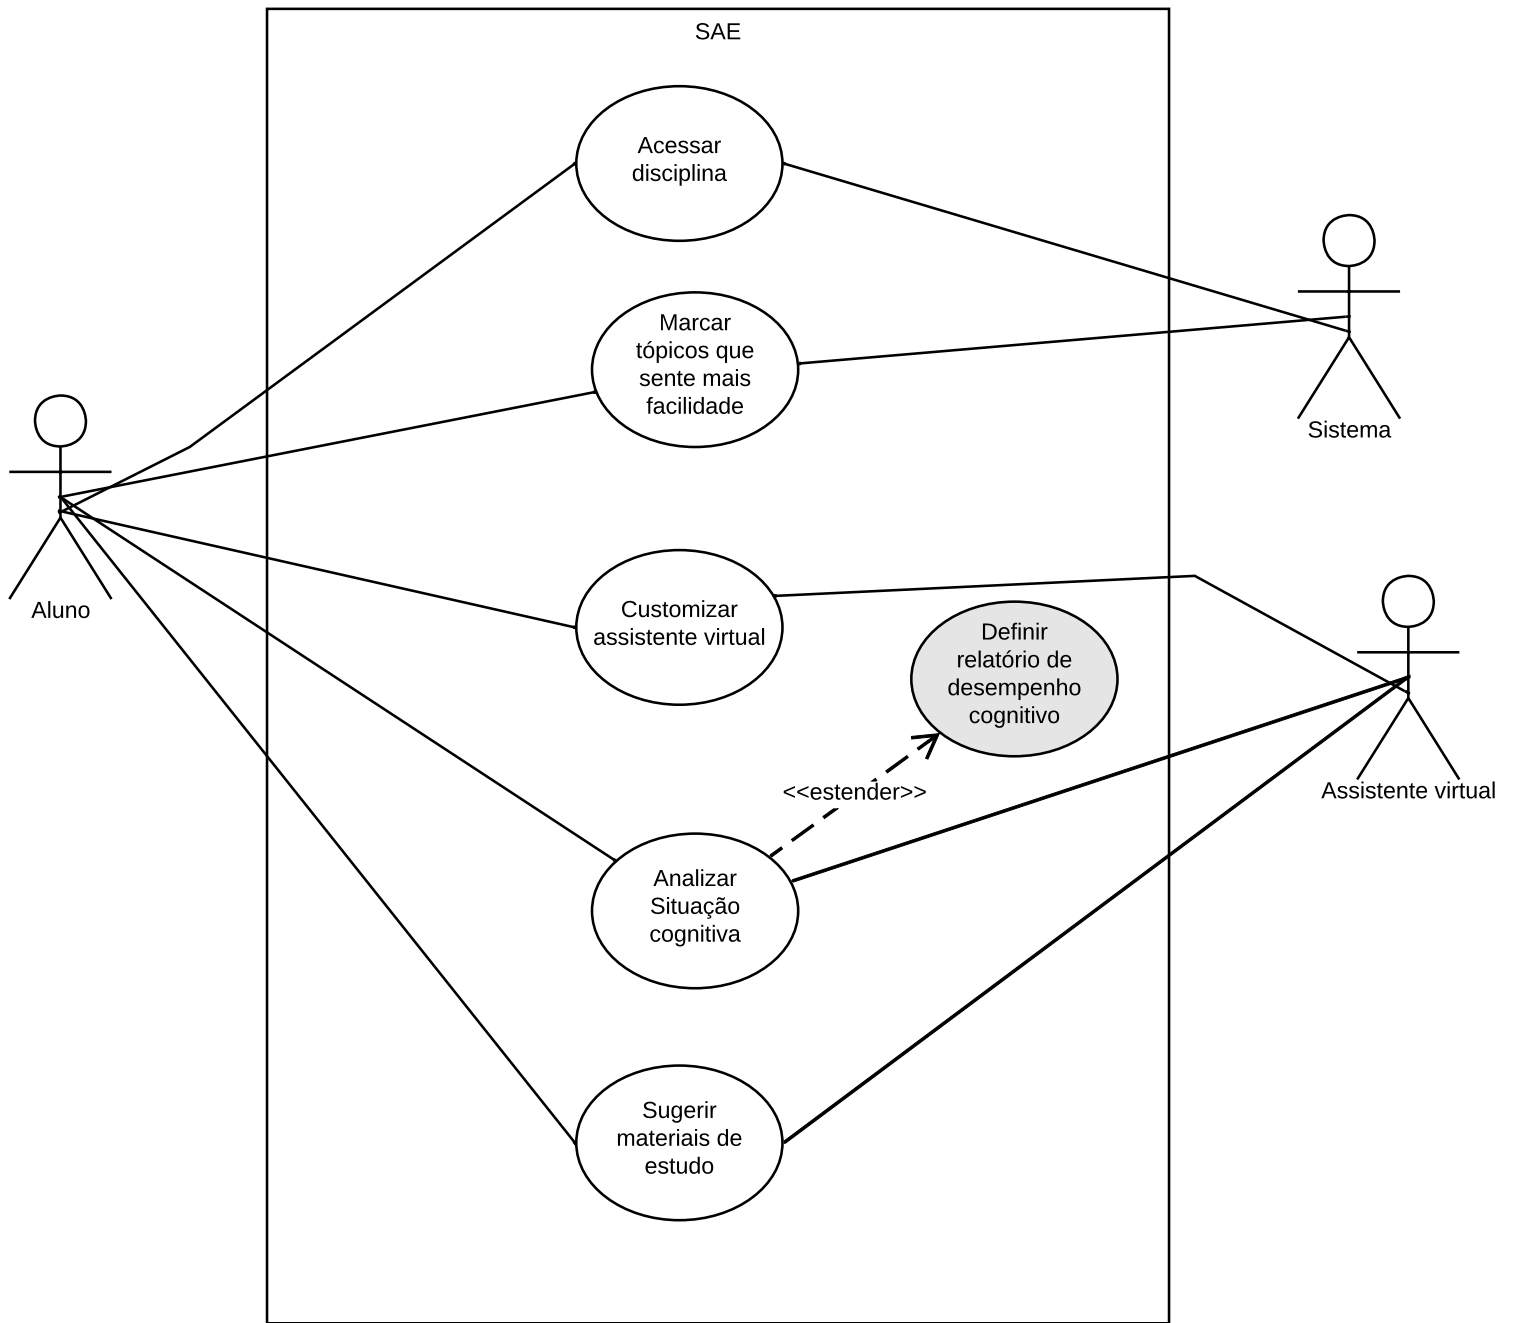 SAE
Acessar
disciplina
Marcar
tópicos que
sente mais
facilidade
Sistema
Aluno
Customizar
assistente virtual
Definir
relatório de
desempenho
cognitivo
<<estender>>
Assistente virtual
Analizar
Situação
cognitiva
Sugerir
materiais de
estudo